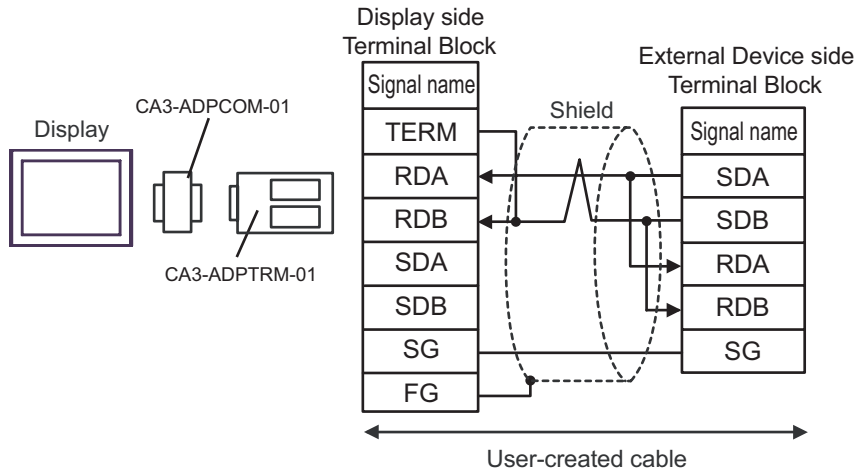 Display side
Terminal Block
External Device side
Terminal Block
CA3-ADPCOM-01
Display
CA3-ADPTRM-01
Signal name
TERM
RDA
RDB
SDA
SDB
SG
FG
Shield
Signal name
SDA
SDB
RDA
RDB
SG
User-created cable